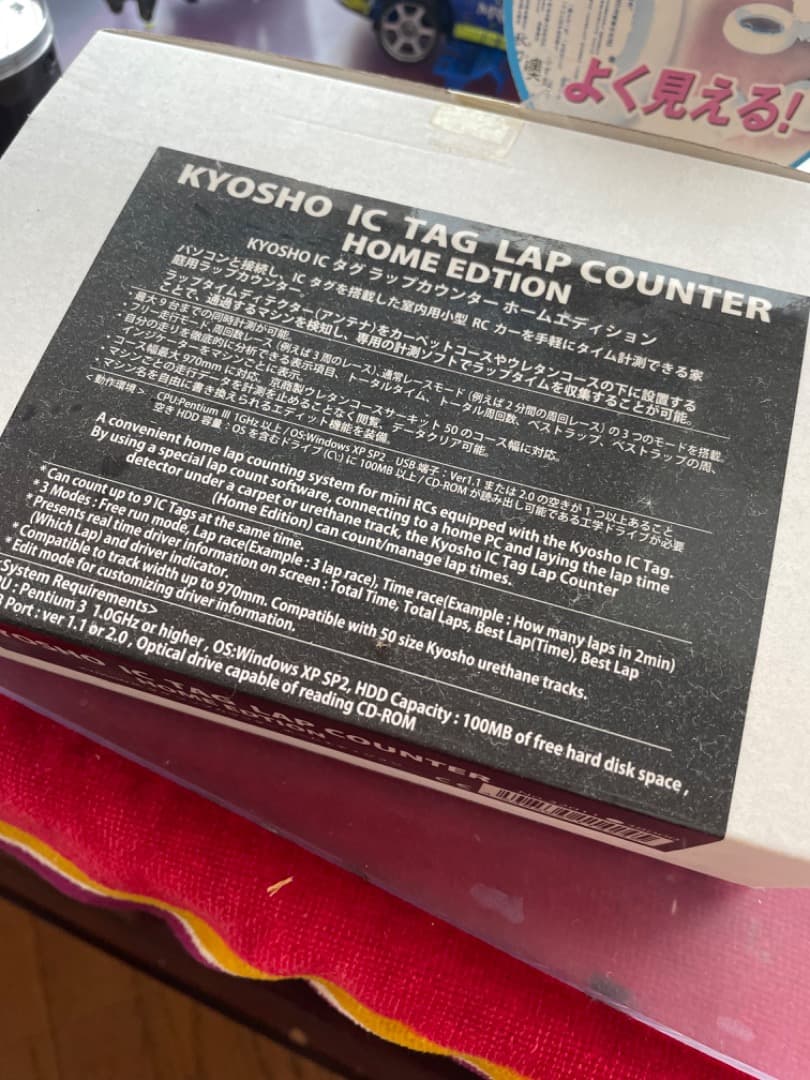 よく見える!
KYOSHO IC TAG LAP COUNTER
HOME EDTION
KYOSHO IC タグ ラップカウンター ホームエディション
パソコンと接続し、IC タグを搭載した室内用小型 RC カーを手軽にタイム計測できる家
庭用ラップカウンター。
ラップタイムディテクター(アンテナ)をカーペットコースやウレタンコースの下に設置する
ことで、通過するマシンを検知し、専用の計測ソフトでラップタイムを収集することが可能。
・最大 9 台までの同時計測が可能。
・フリー走行モード、周回数レース (例えば 3 周のレース)、通常レースモード (例えば 2 分間の周回レース) の 3 つのモードを搭載。
・自分の走りを徹底的に分析できる表示項目、トータルタイム、トータル周回数、ベストラップ、ベストラップの周、
インジケーターをマシンごとに表示。
・コース幅最大 970mm に対応。京商製ウレタンコースサーキット 50 のコース幅に対応。
・マシンごとの走行データを計測を止めることなく閲覧、データクリア可能。
・マシン名を自由に書き換えられるエディット機能を装備。
<動作環境> CPU:Pentium III 1GHz 以上 / OS:Windows XP SP2 USB 端子:Ver1.1 または 2.0 の空きが 1 つ以上あること
空き HDD 容量:OS を含むドライブ (C:\) に 100MB 以上 / CD-ROM が読み出し可能である工学ドライブが必要
A convenient home lap counting system for mini RCs equipped with the Kyosho IC Tag.
By using a special lap count software, connecting to a home PC and laying the lap time
detector under a carpet or urethane track, the Kyosho IC Tag Lap Counter
(Home Edition) can count/manage lap times.
* Can count up to 9 IC Tags at the same time.
* 3 Modes : Free run mode, Lap race(Example : 3 lap race), Time race(Example : How many laps in 2min)
* Presents real time driver information on screen : Total Time, Total Laps, Best Lap(Time), Best Lap
(Which Lap) and driver indicator.
* Compatible to track width up to 970mm. Compatible with 50 size Kyosho urethane tracks.
* Edit mode for customizing driver information.
<System Requirements>
PU : Pentium 3 1.0GHz or higher , OS:Windows XP SP2, HDD Capacity : 100MB of free hard disk space ,
B Port : ver 1.1 or 2.0 , Optical drive capable of reading CD-ROM
KYOSHO IC TAG LAP COUNTER
HOME EDITION
CE